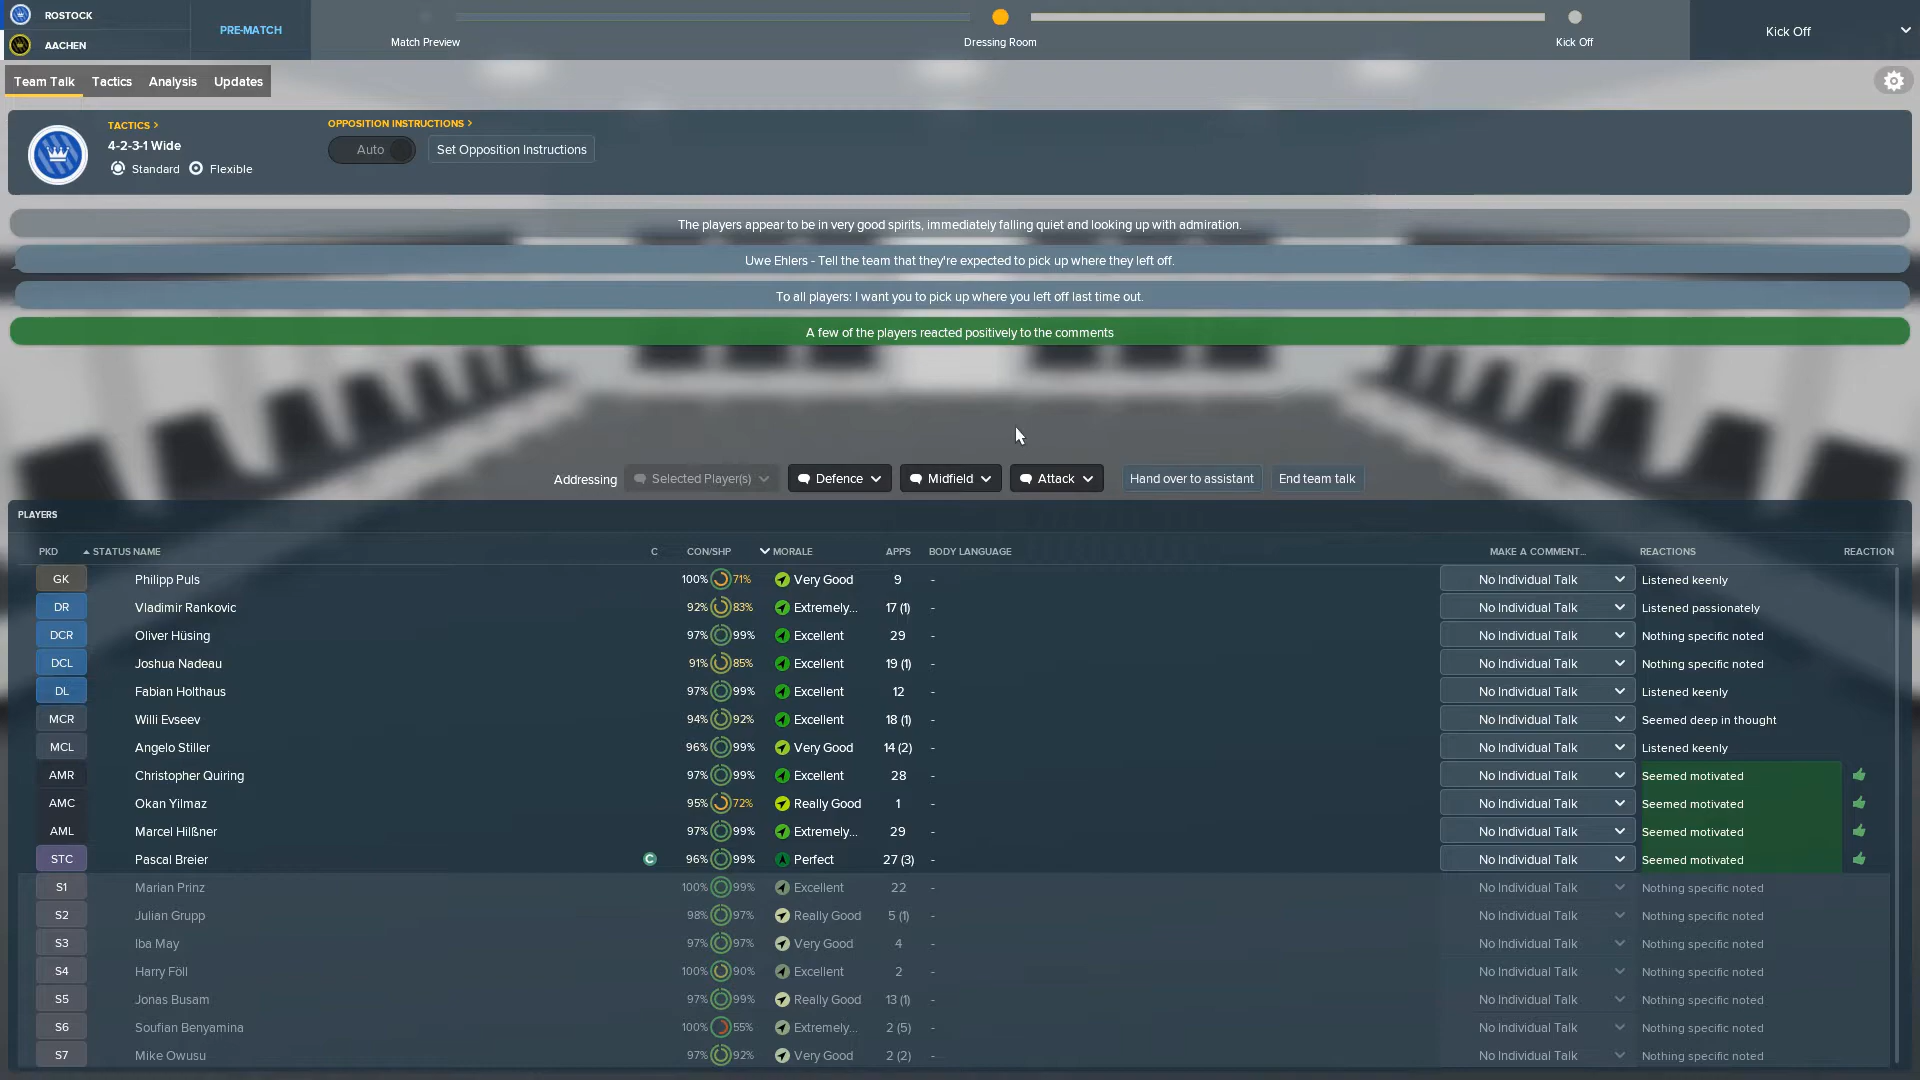 ROSTOCK
AACHEN
PRE-MATCH
Match Preview
Dressing Room
Kick Off
Kick Off
Team Talk Tactics Analysis Updates
TACTICS >
4-2-3-1 Wide
Standard Flexible
OPPOSITION INSTRUCTIONS >
Auto Set Opposition Instructions
The players appear to be in very good spirits, immediately falling quiet and looking up with admiration.
Uwe Ehlers - Tell the team that they're expected to pick up where they left off.
To all players: I want you to pick up where you left off last time out.
A few of the players reacted positively to the comments
Addressing Selected Player(s) Defence Midfield Attack Hand over to assistant End team talk
PLAYERS
PKD STATUS NAME C CON/SHP MORALE APPS BODY LANGUAGE MAKE A COMMENT... REACTIONS REACTION
GK Philipp Puls 100% 71% Very Good 9 - No Individual Talk Listened keenly
DR Vladimir Rankovic 92% 83% Extremely... 17 (1) - No Individual Talk Listened passionately
DCR Oliver Hüsing 97% 99% Excellent 29 - No Individual Talk Nothing specific noted
DCL Joshua Nadeau 91% 85% Excellent 19 (1) - No Individual Talk Nothing specific noted
DL Fabian Holthaus 97% 99% Excellent 12 - No Individual Talk Listened keenly
MCR Willi Evseev 94% 92% Excellent 18 (1) - No Individual Talk Seemed deep in thought
MCL Angelo Stiller 96% 99% Very Good 14 (2) - No Individual Talk Listened keenly
AMR Christopher Quiring 97% 99% Excellent 28 - No Individual Talk Seemed motivated
AMC Okan Yilmaz 95% 72% Really Good 1 - No Individual Talk Seemed motivated
AML Marcel Hilßner 97% 99% Extremely... 29 - No Individual Talk Seemed motivated
STC Pascal Breier C 96% 99% Perfect 27 (3) - No Individual Talk Seemed motivated
S1 Marian Prinz 100% 99% Excellent 22 - No Individual Talk Nothing specific noted
S2 Julian Grupp 98% 97% Really Good 5 (1) - No Individual Talk Nothing specific noted
S3 Iba May 97% 97% Very Good 4 - No Individual Talk Nothing specific noted
S4 Harry Föll 100% 90% Excellent 2 - No Individual Talk Nothing specific noted
S5 Jonas Busam 97% 99% Really Good 13 (1) - No Individual Talk Nothing specific noted
S6 Soufian Benyamina 100% 55% Extremely... 2 (5) - No Individual Talk Nothing specific noted
S7 Mike Owusu 97% 92% Very Good 2 (2) - No Individual Talk Nothing specific noted